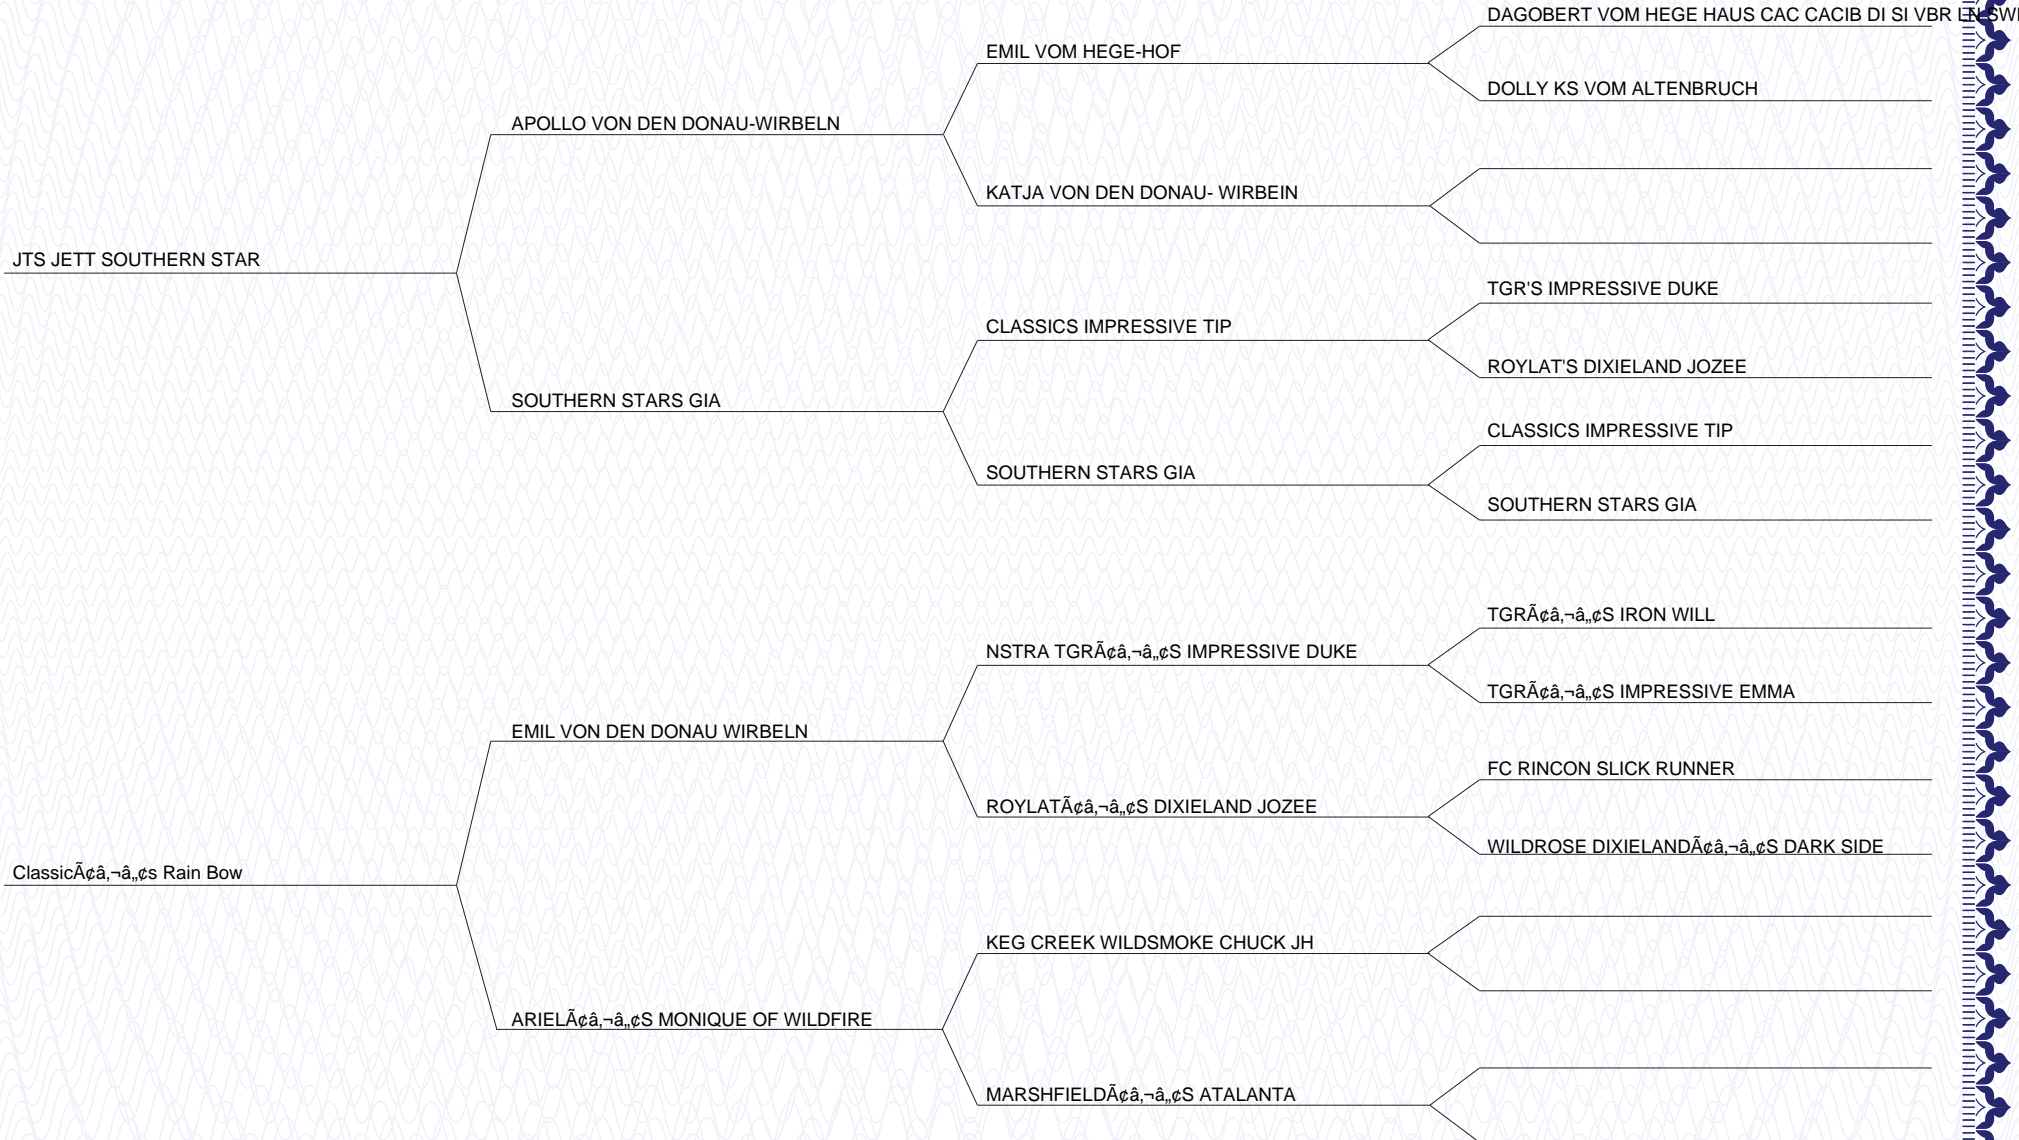 DAGOBERT VOM HEGE HAUS CAC CACIB DI SI VBR LN SWI
EMIL VOM HEGE-HOF
DOLLY KS VOM ALTENBRUCH
APOLLO VON DEN DONAU-WIRBELN
KATJA VON DEN DONAU- WIRBEIN
JTS JETT SOUTHERN STAR
TGR'S IMPRESSIVE DUKE
CLASSICS IMPRESSIVE TIP
ROYLAT'S DIXIELAND JOZEE
SOUTHERN STARS GIA
CLASSICS IMPRESSIVE TIP
SOUTHERN STARS GIA
SOUTHERN STARS GIA
TGRÃ¢â‚¬â„¢S IRON WILL
NSTRA TGRÃ¢â‚¬â„¢S IMPRESSIVE DUKE
TGRÃ¢â‚¬â„¢S IMPRESSIVE EMMA
EMIL VON DEN DONAU WIRBELN
FC RINCON SLICK RUNNER
ROYLATÃ¢â‚¬â„¢S DIXIELAND JOZEE
WILDROSE DIXIELANDÃ¢â‚¬â„¢S DARK SIDE
ClassicÃ¢â‚¬â„¢s Rain Bow
KEG CREEK WILDSMOKE CHUCK JH
ARIELÃ¢â‚¬â„¢S MONIQUE OF WILDFIRE
MARSHFIELDÃ¢â‚¬â„¢S ATALANTA